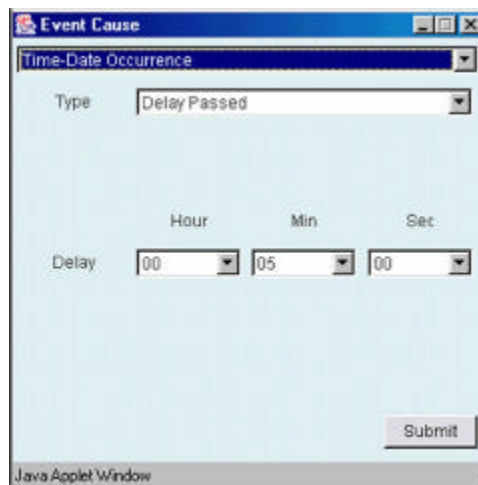 Event Cause
Time-Date Occurrence
Type Delay Passed
Hour Min Sec
Delay 00 05 00
Submit
Java Applet Window